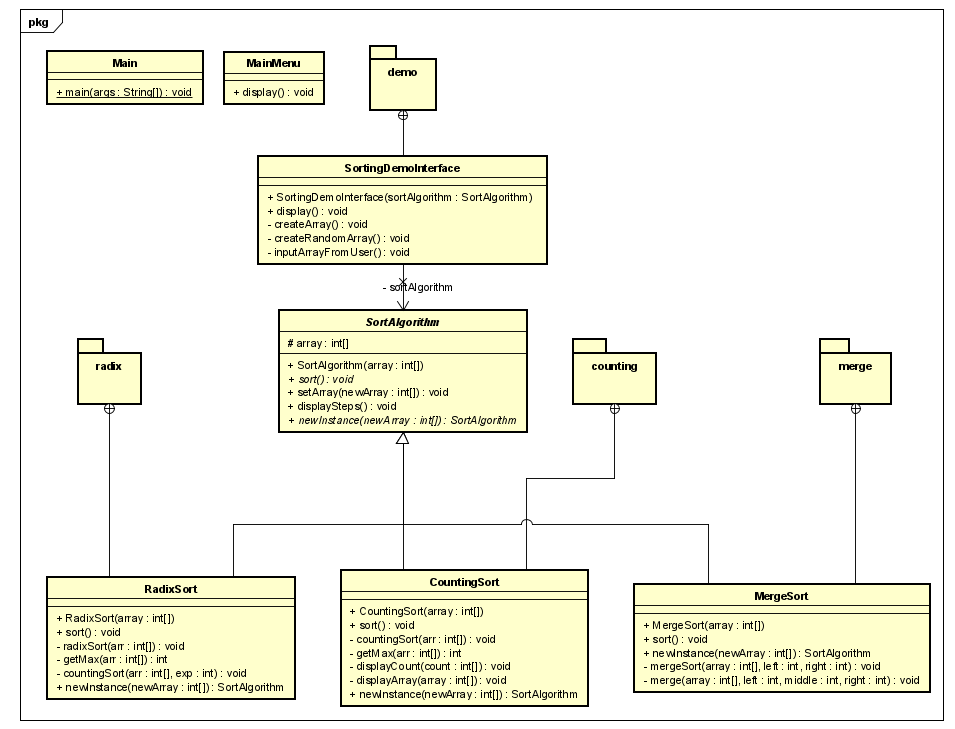 pkg
Main
+ main(args : String[]) : void
MainMenu
+ display() : void
demo
SortingDemoInterface
+ SortingDemoInterface(sortAlgorithm : SortAlgorithm)
+ display() : void
- createArray() : void
- createRandomArray() : void
- inputArrayFromUser() : void
- sortAlgorithm
SortAlgorithm
# array : int[]
+ SortAlgorithm(array : int[])
+ sort() : void
+ setArray(newArray : int[]) : void
+ displaySteps() : void
+ newInstance(newArray : int[]) : SortAlgorithm
radix
counting
merge
RadixSort
+ RadixSort(array : int[])
+ sort() : void
- radixSort(arr : int[]) : void
- getMax(arr : int[]) : int
- countingSort(arr : int[], exp : int) : void
+ newInstance(newArray : int[]) : SortAlgorithm
CountingSort
+ CountingSort(array : int[])
+ sort() : void
- countingSort(arr : int[]) : void
- getMax(arr : int[]) : int
- displayCount(count : int[]) : void
- displayArray(array : int[]) : void
+ newInstance(newArray : int[]) : SortAlgorithm
MergeSort
+ MergeSort(array : int[])
+ sort() : void
+ newInstance(newArray : int[]) : SortAlgorithm
- mergeSort(array : int[], left : int, right : int) : void
- merge(array : int[], left : int, middle : int, right : int) : void